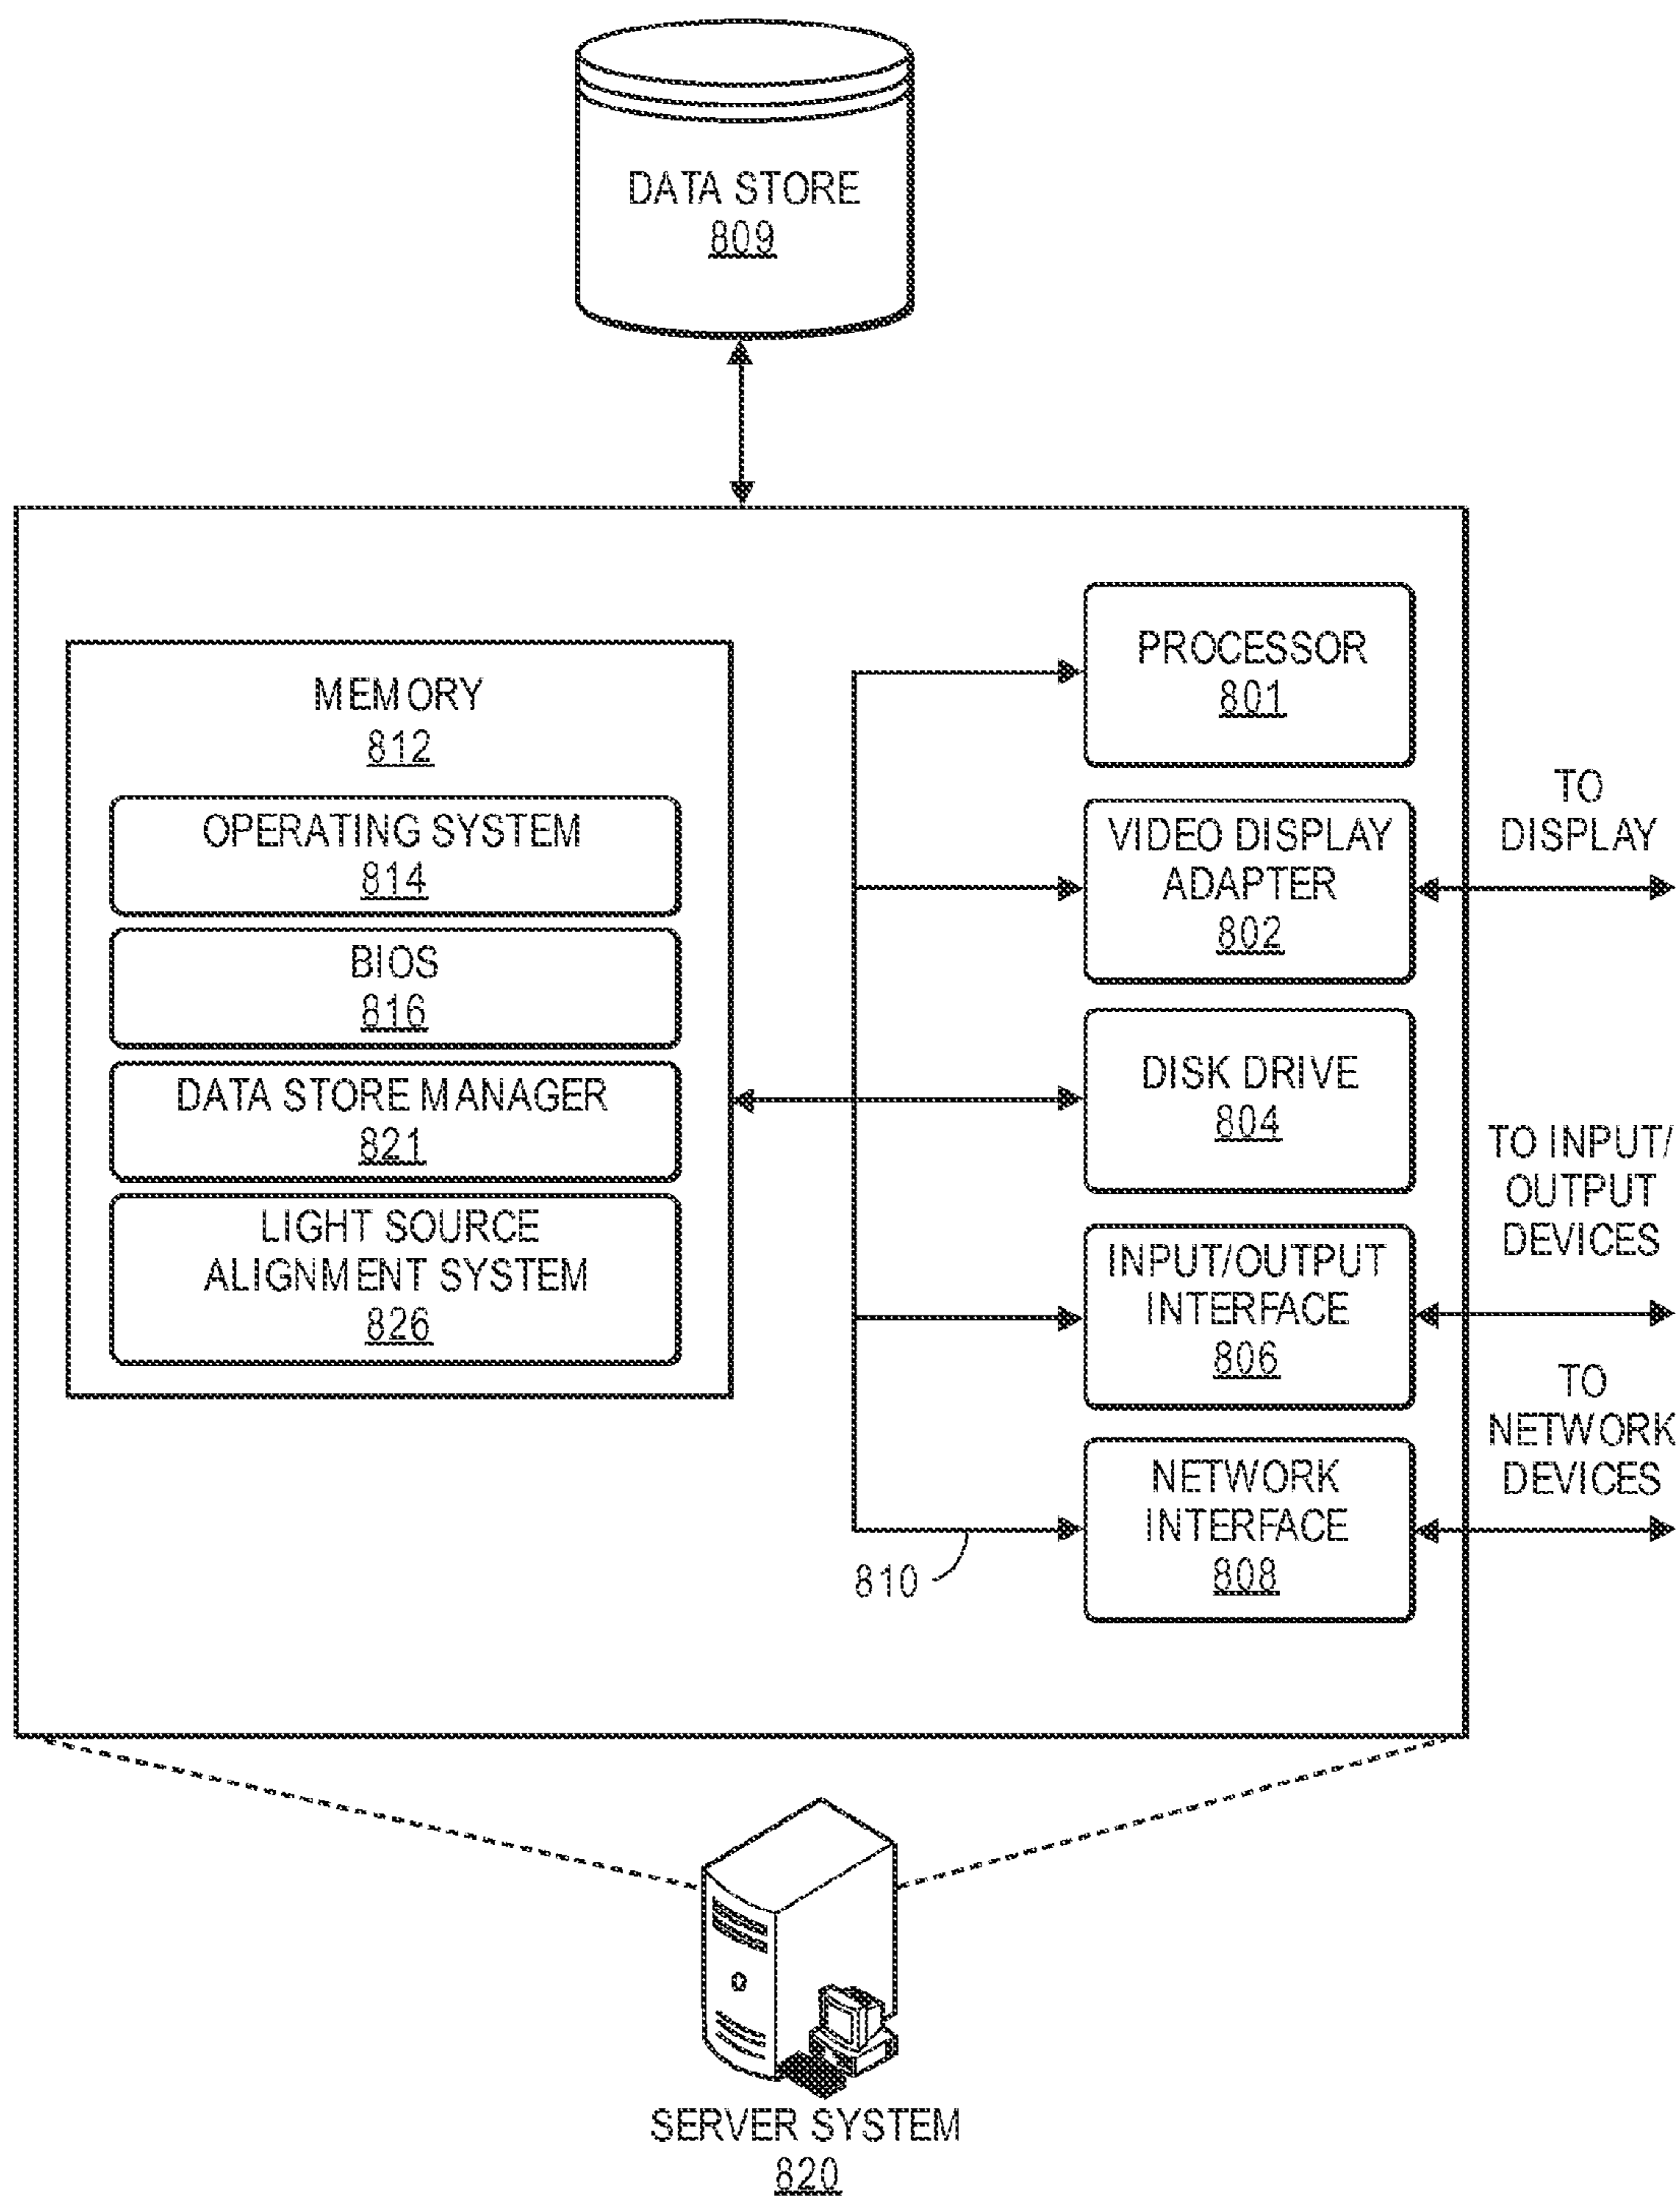 DATA STORE
809
MEMORY
812
OPERATING SYSTEM
814
BIOS
816
DATA STORE MANAGER
821
LIGHT SOURCE
ALIGNMENT SYSTEM
826
PROCESSOR
801
VIDEO DISPLAY
ADAPTER
802
DISK DRIVE
804
INPUT/OUTPUT
INTERFACE
806
NETWORK
INTERFACE
808
810
TO
DISPLAY
TO INPUT/
OUTPUT
DEVICES
TO
NETWORK
DEVICES
SERVER SYSTEM
820